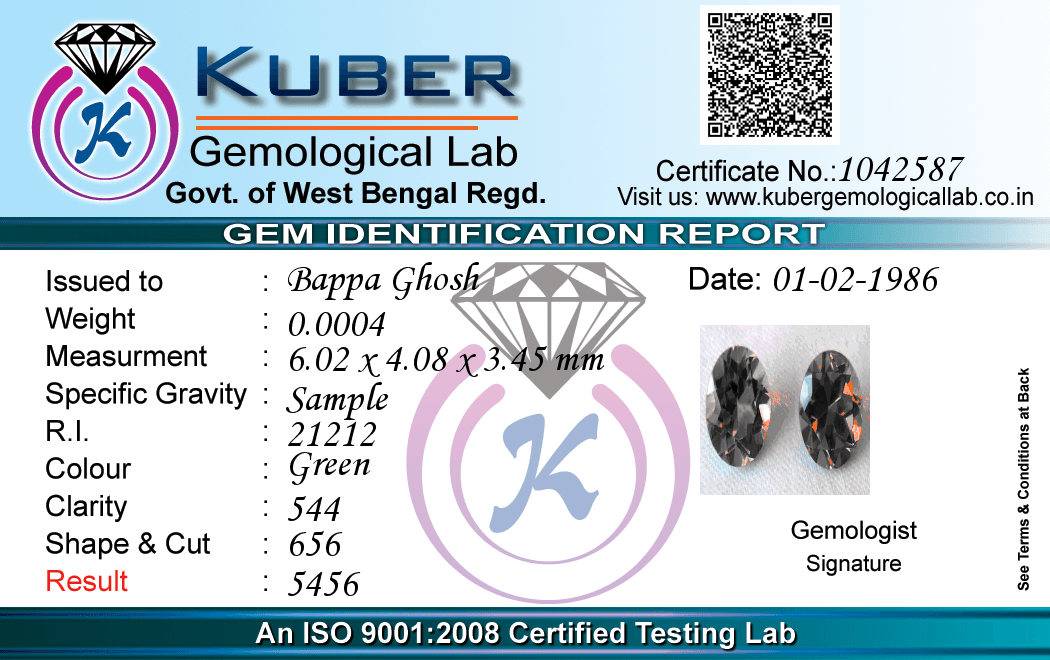 KUBER
K
Gemological Lab
Govt. of West Bengal Regd.
Certificate No.:1042587
Visit us: www.kubergemologicallab.co.in
GEM IDENTIFICATION REPORT
Issued to : Bappa Ghosh
Date: 01-02-1986
Weight : 0.0004
Measurment : 6.02 x 4.08 x 3.45 mm
Specific Gravity : Sample
R.I. : 21212
Colour : Green
Clarity : 544
Shape & Cut : 656
Result : 5456
K
Gemologist
Signature
See Terms & Conditions at Back
An ISO 9001:2008 Certified Testing Lab